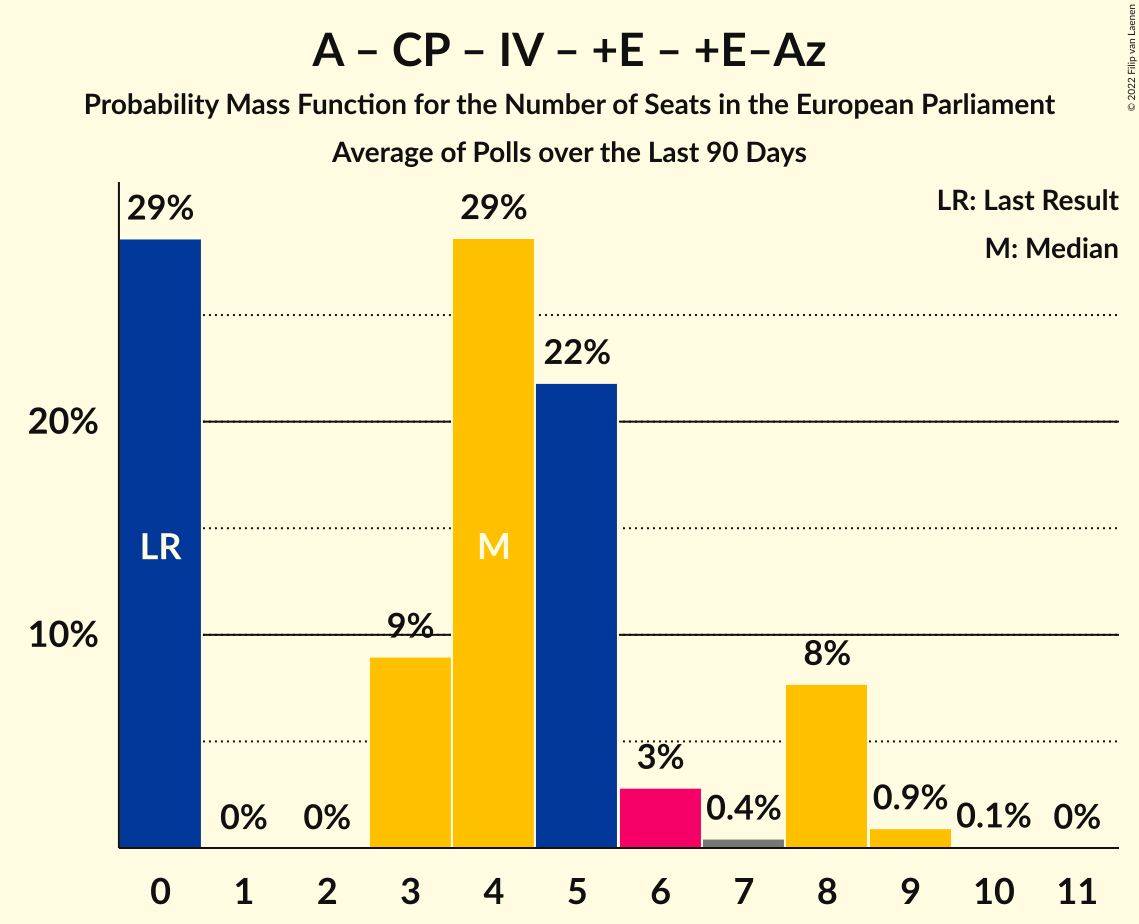 A – CP – IV – +E – +E–Az
Probability Mass Function for the Number of Seats in the European Parliament
Average of Polls over the Last 90 Days
© 2022 Filip van Laenen
LR: Last Result
M: Median
29%
29%
22%
20%
LR
M
10%
9%
8%
3%
0%
0%
0.4%
0.9%
0.1%
0%
0 1 2 3 4 5 6 7 8 9 10 11